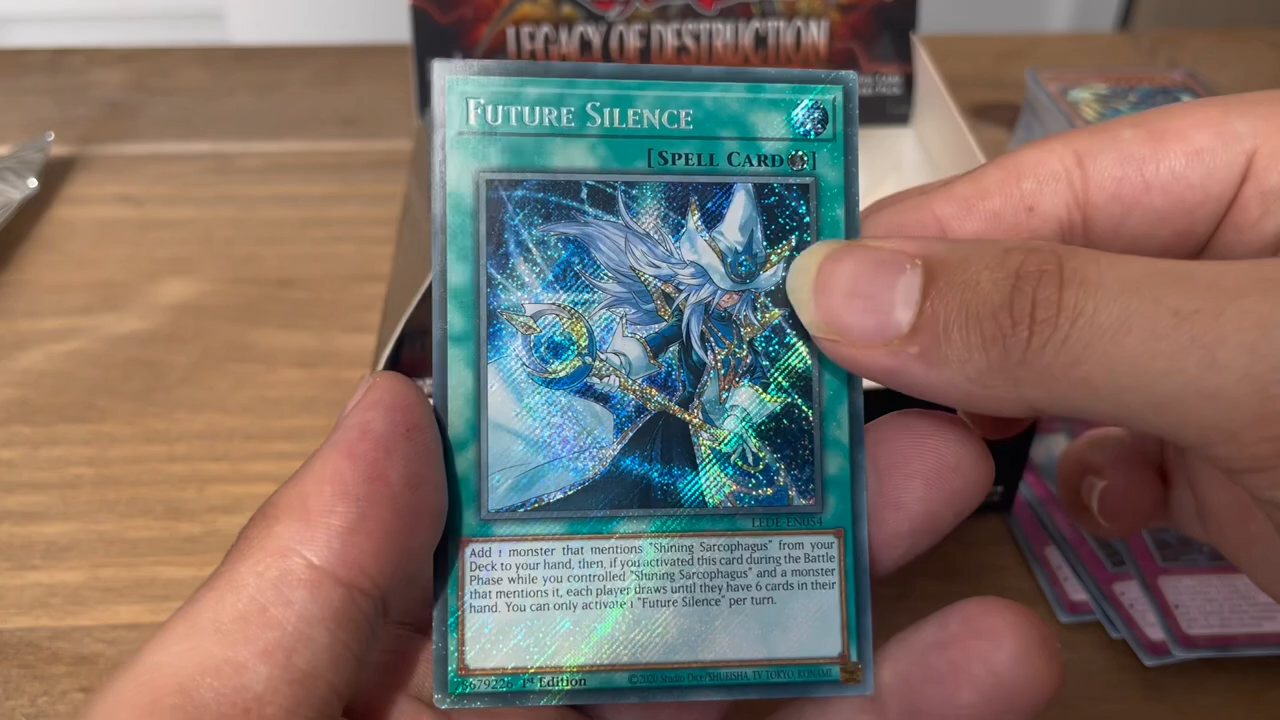 LEGACY OF DESTRUCTION
FUTURE SILENCE
[SPELL CARD]
LEDE-EN054
Add 1 monster that mentions "Shining Sarcophagus" from your
Deck to your hand, then, if you activated this card during the Battle
Phase while you controlled "Shining Sarcophagus" and a monster
that mentions it, each player draws until they have 6 cards in their
hand. You can only activate 1 "Future Silence" per turn.
8679226 1st Edition
©2020 Studio Dice/SHUEISHA, TV TOKYO, KONAMI